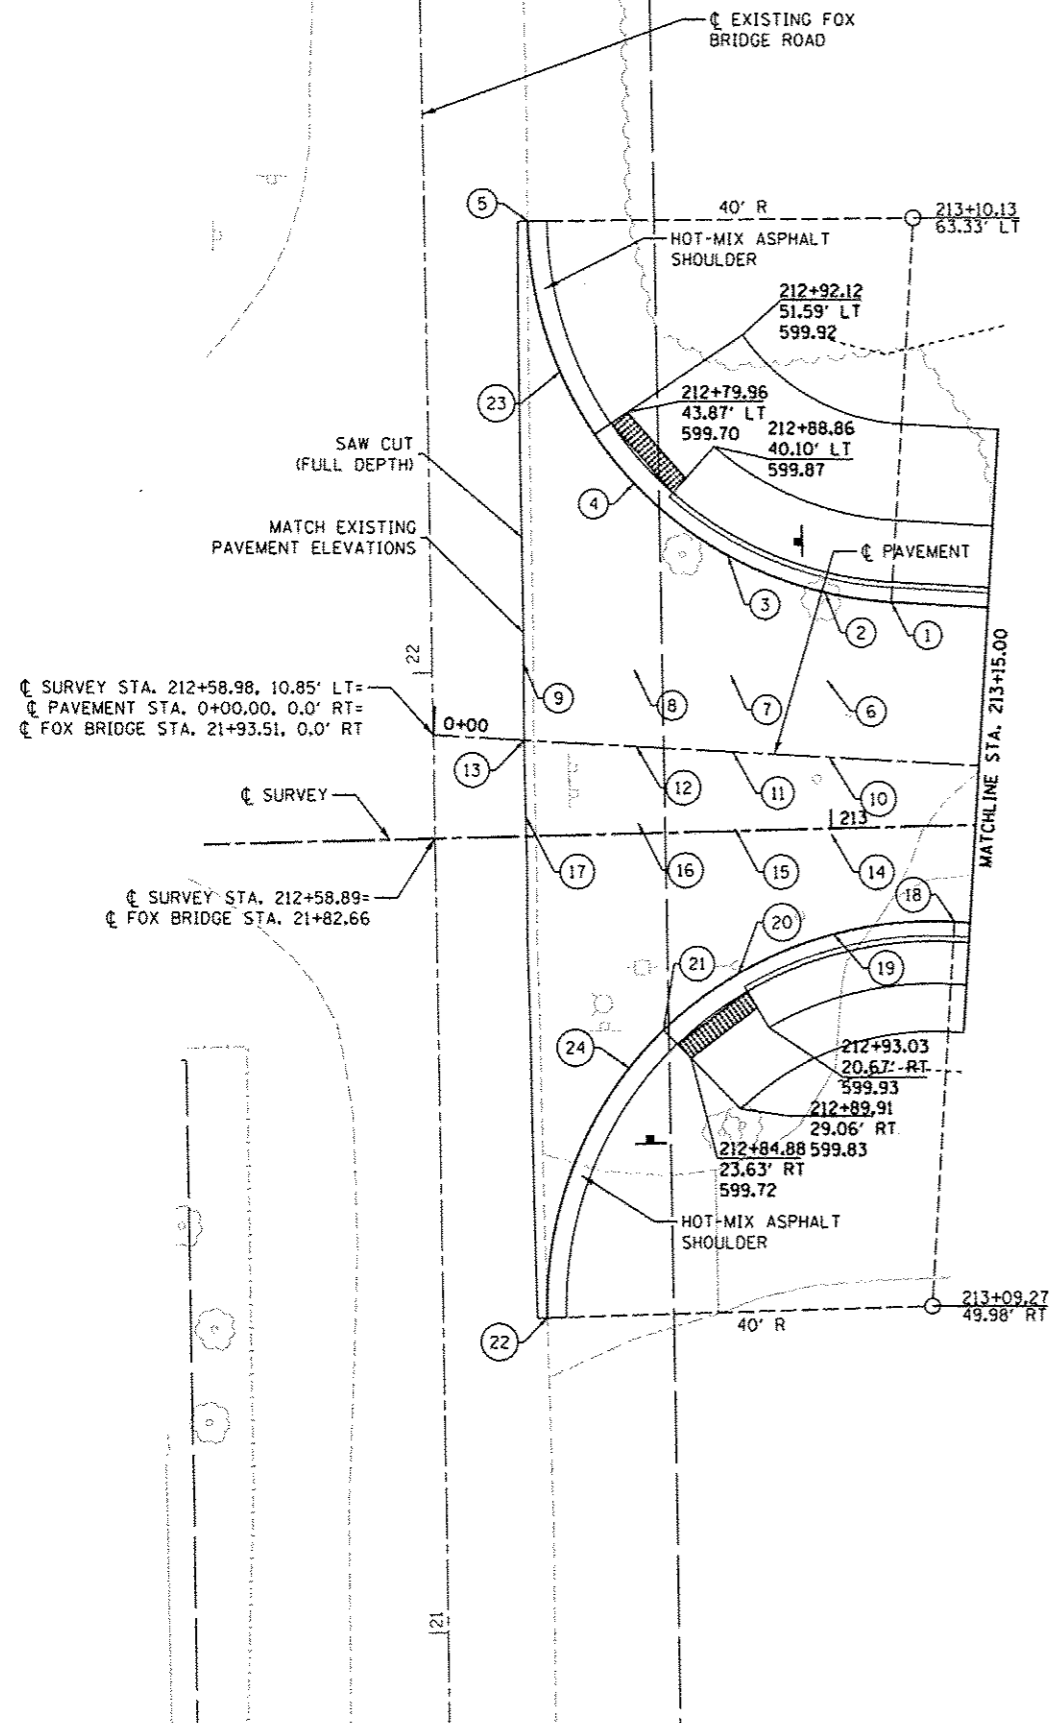 ℄ EXISTING FOX
BRIDGE ROAD
5
40' R
213+10.13
63.33' LT
HOT-MIX ASPHALT
SHOULDER
212+92.12
51.59' LT
599.92
23
212+79.96
43.87' LT
599.70
212+88.86
40.10' LT
599.87
SAW CUT
(FULL DEPTH)
4
MATCH EXISTING
PAVEMENT ELEVATIONS
℄ PAVEMENT
3
2
1
22
℄ SURVEY STA. 212+58.98, 10.85' LT=
℄ PAVEMENT STA. 0+00.00, 0.0' RT=
℄ FOX BRIDGE STA. 21+93.51, 0.0' RT
9
8
7
6
MATCHLINE STA. 213+15.00
0+00
13
12
11
10
℄ SURVEY
213
17
16
15
14
℄ SURVEY STA. 212+58.89=
℄ FOX BRIDGE STA. 21+82.66
18
20
21
19
24
212+93.03
20.67' RT
599.93
212+89.91
29.06' RT
599.83
212+84.88
23.63' RT
599.72
HOT-MIX ASPHALT
SHOULDER
213+09.27
49.98' RT
40' R
22
21